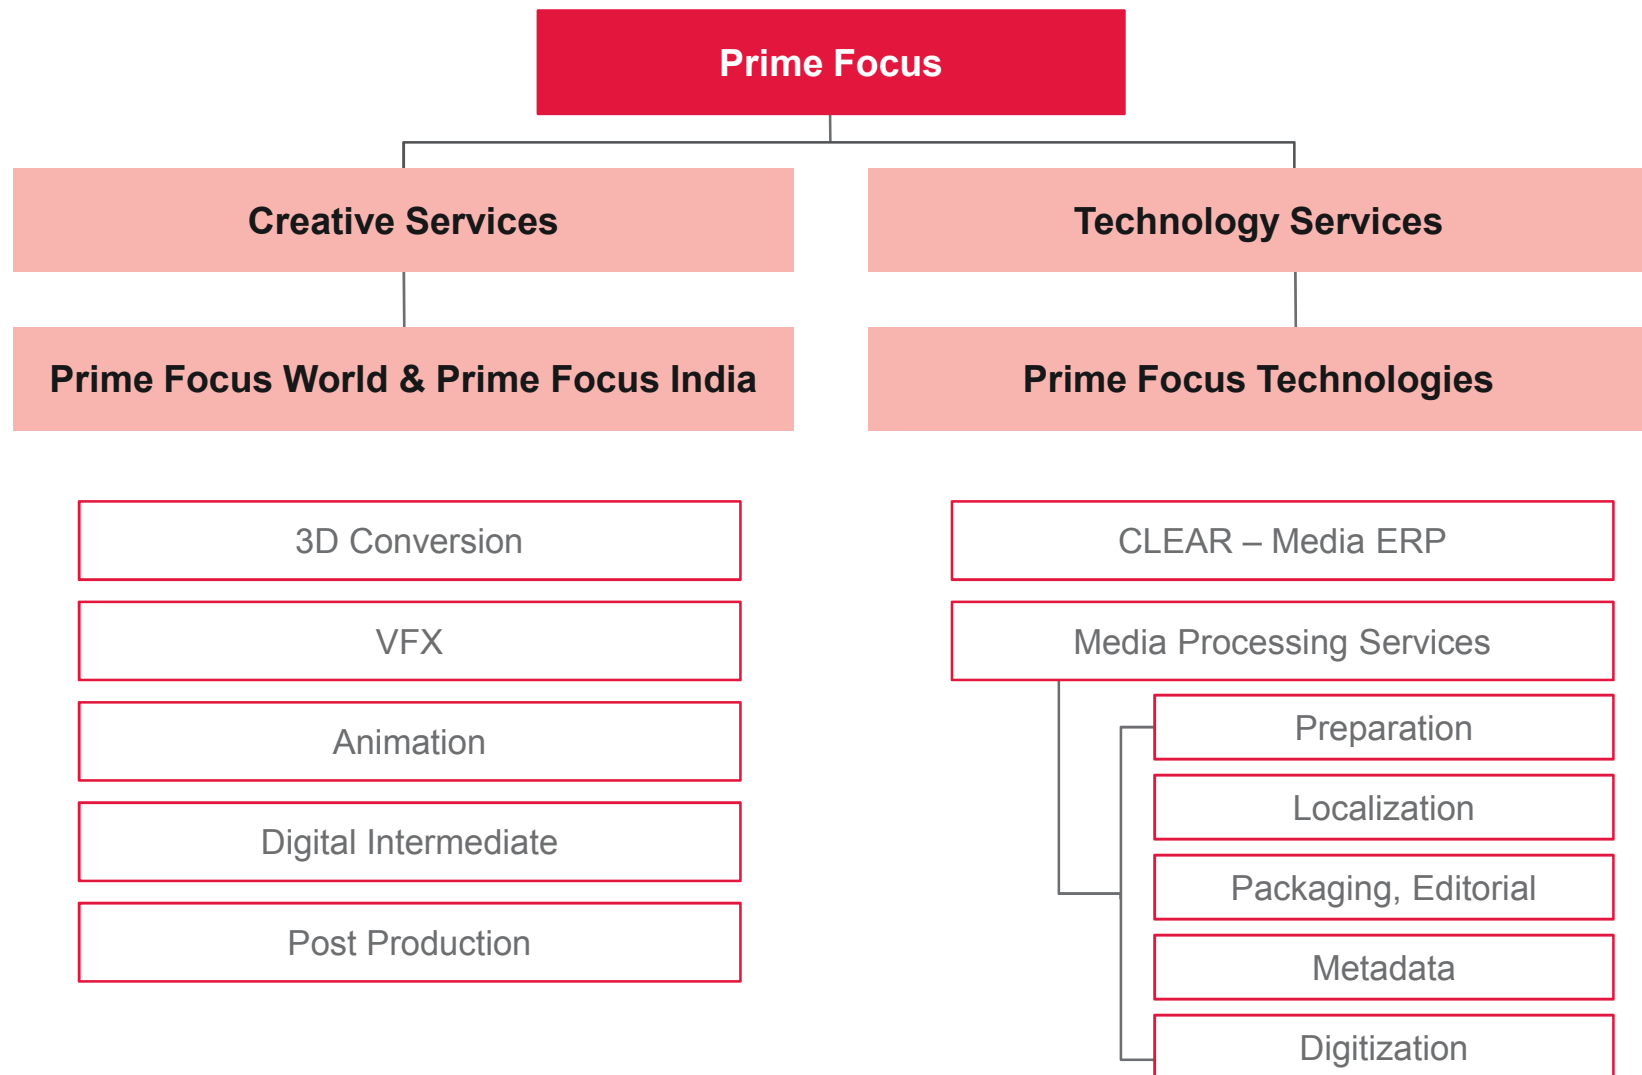 Prime Focus
Creative Services
Technology Services
Prime Focus World & Prime Focus India
Prime Focus Technologies
3D Conversion
VFX
Animation
Digital Intermediate
Post Production
CLEAR – Media ERP
Media Processing Services
Preparation
Localization
Packaging, Editorial
Metadata
Digitization